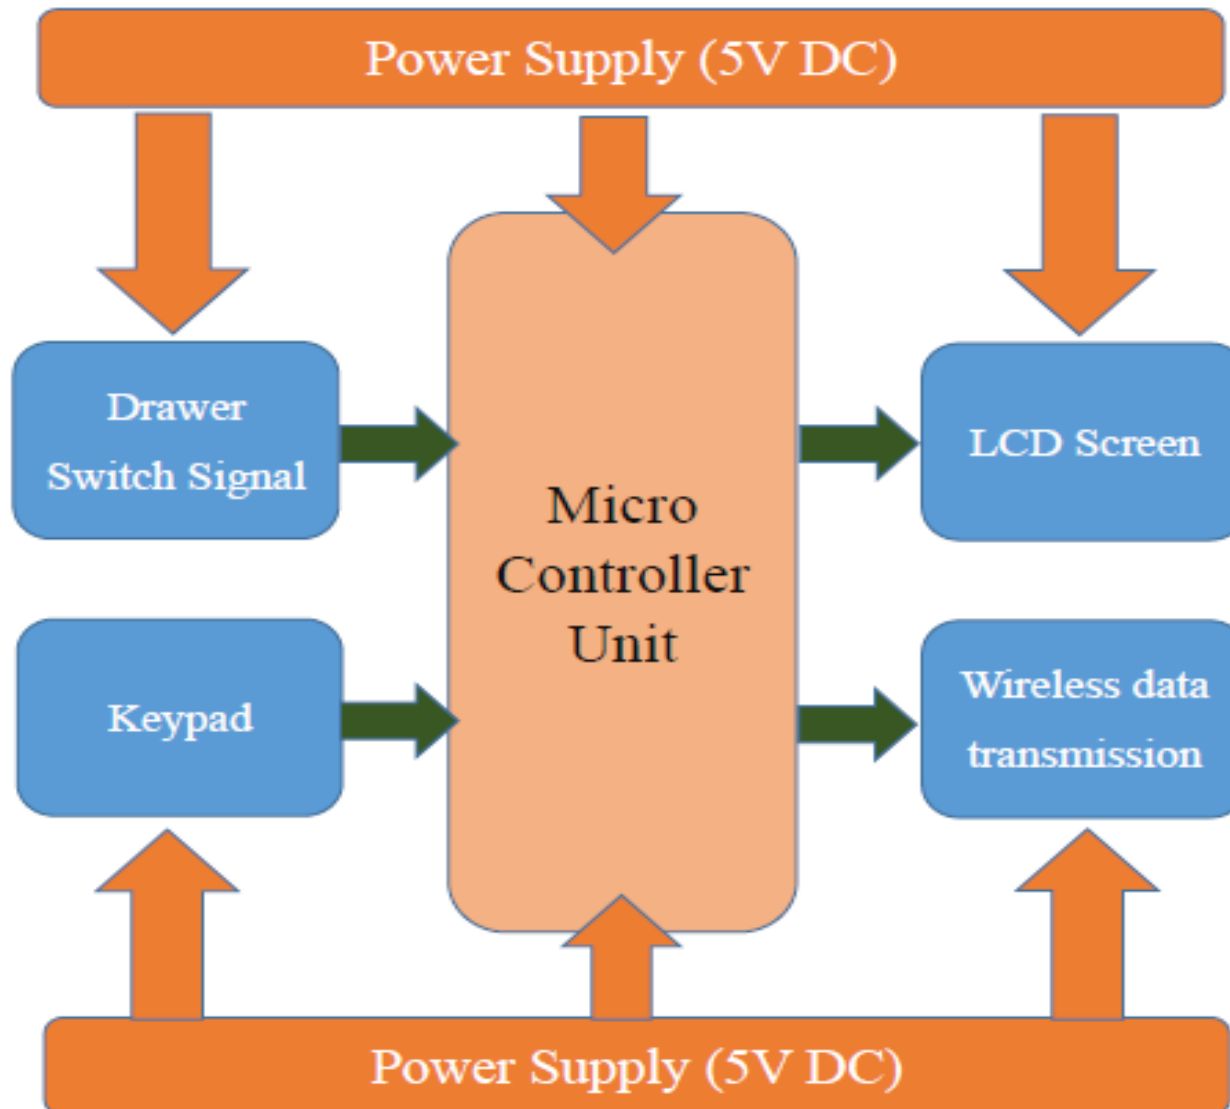 Power Supply (5V DC)
Drawer
Switch Signal
LCD Screen
Micro
Controller
Unit
Keypad
Wireless data
transmission
Power Supply (5V DC)